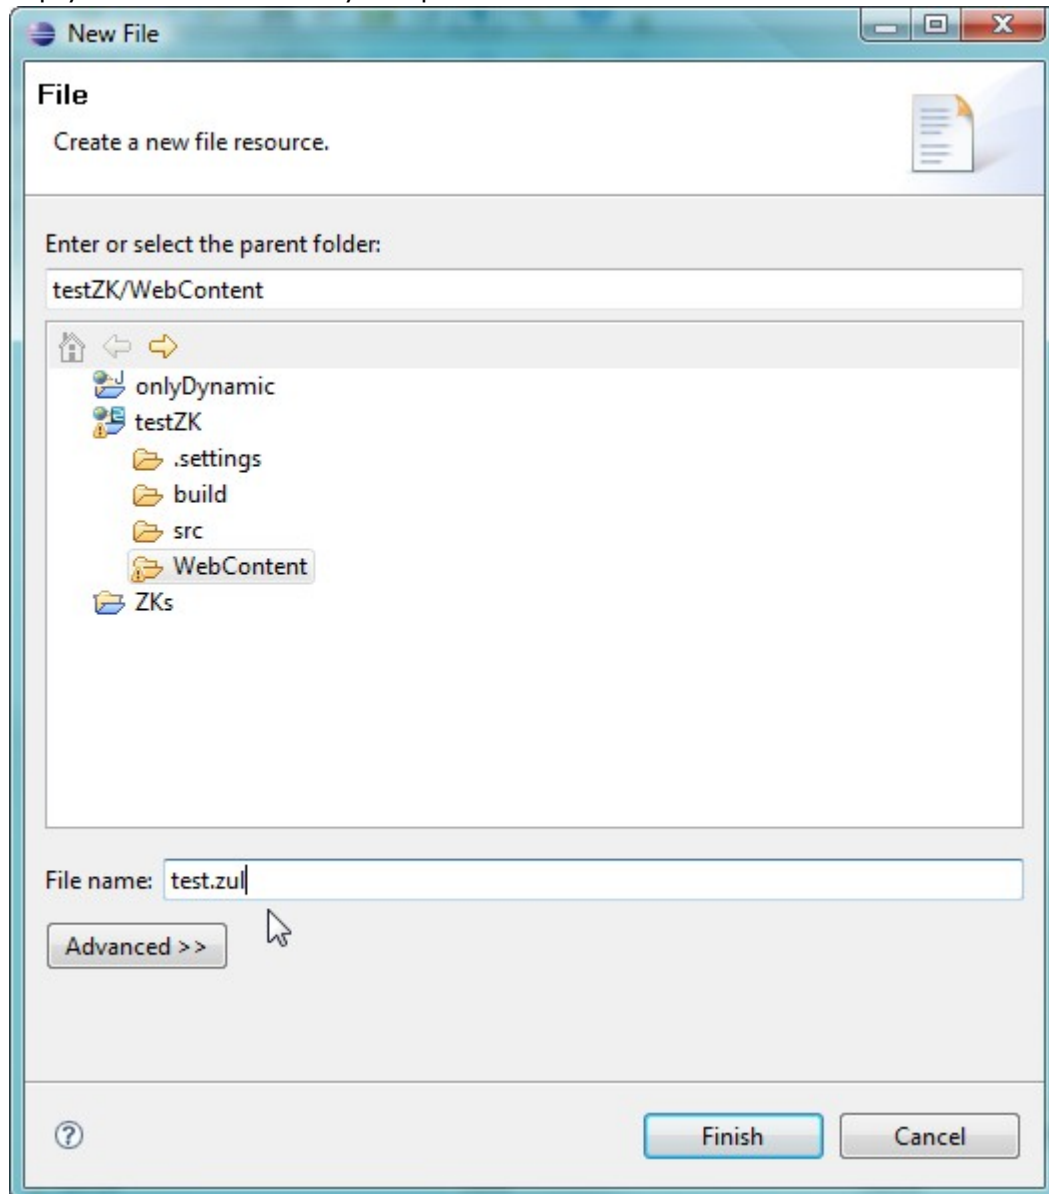 New File
File
Create a new file resource.
Enter or select the parent folder:
testZK/WebContent
onlyDynamic
testZK
.settings
build
src
WebContent
ZKs
File name: test.zul
Advanced >>
Finish Cancel